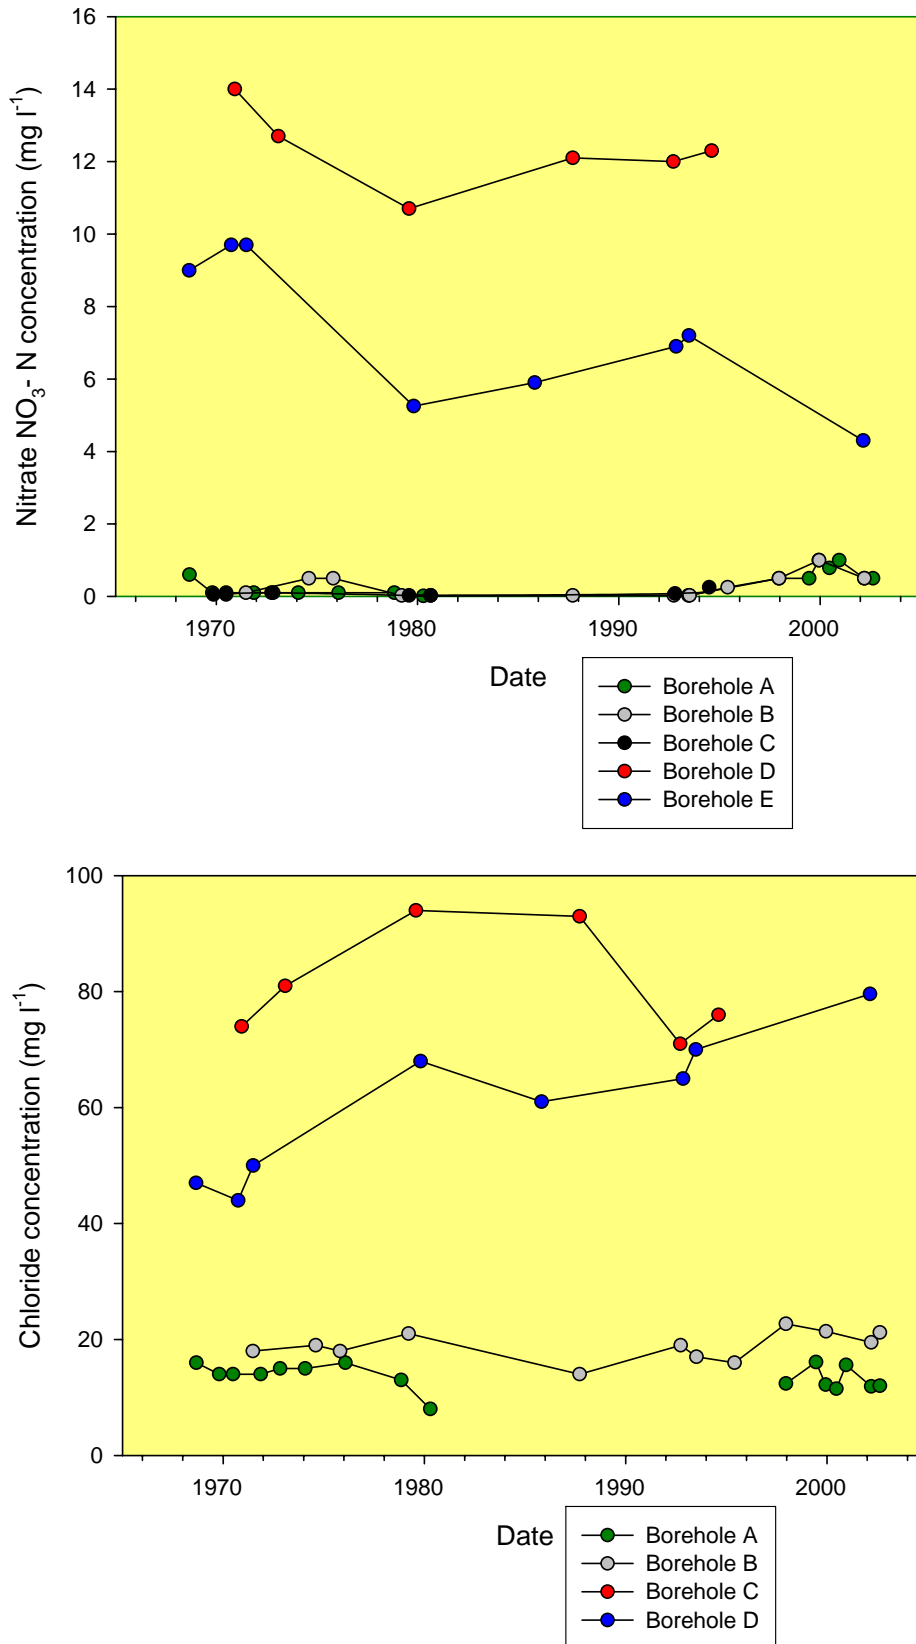 16
14
12
10
8
6
4
2
0
Nitrate NO₃- N concentration (mg l⁻¹)
1970 1980 1990 2000
Date
Borehole A
Borehole B
Borehole C
Borehole D
Borehole E
100
80
60
40
20
0
Chloride concentration (mg l⁻¹)
1970 1980 1990 2000
Date
Borehole A
Borehole B
Borehole C
Borehole D